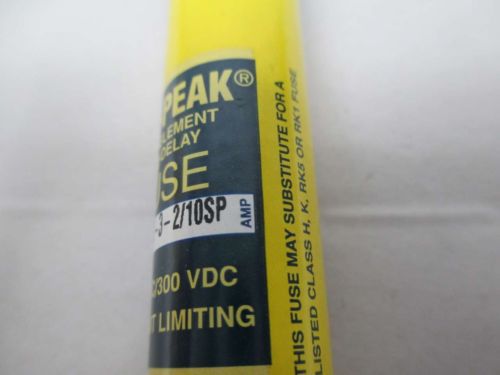 PEAK®
LEMENT
DELAY
SE
-3-2/10SP
AMP
/300 VDC
T LIMITING
THIS FUSE MAY SUBSTITUTE FOR A
LISTED CLASS H, K, RK5 OR RK1 FUSE